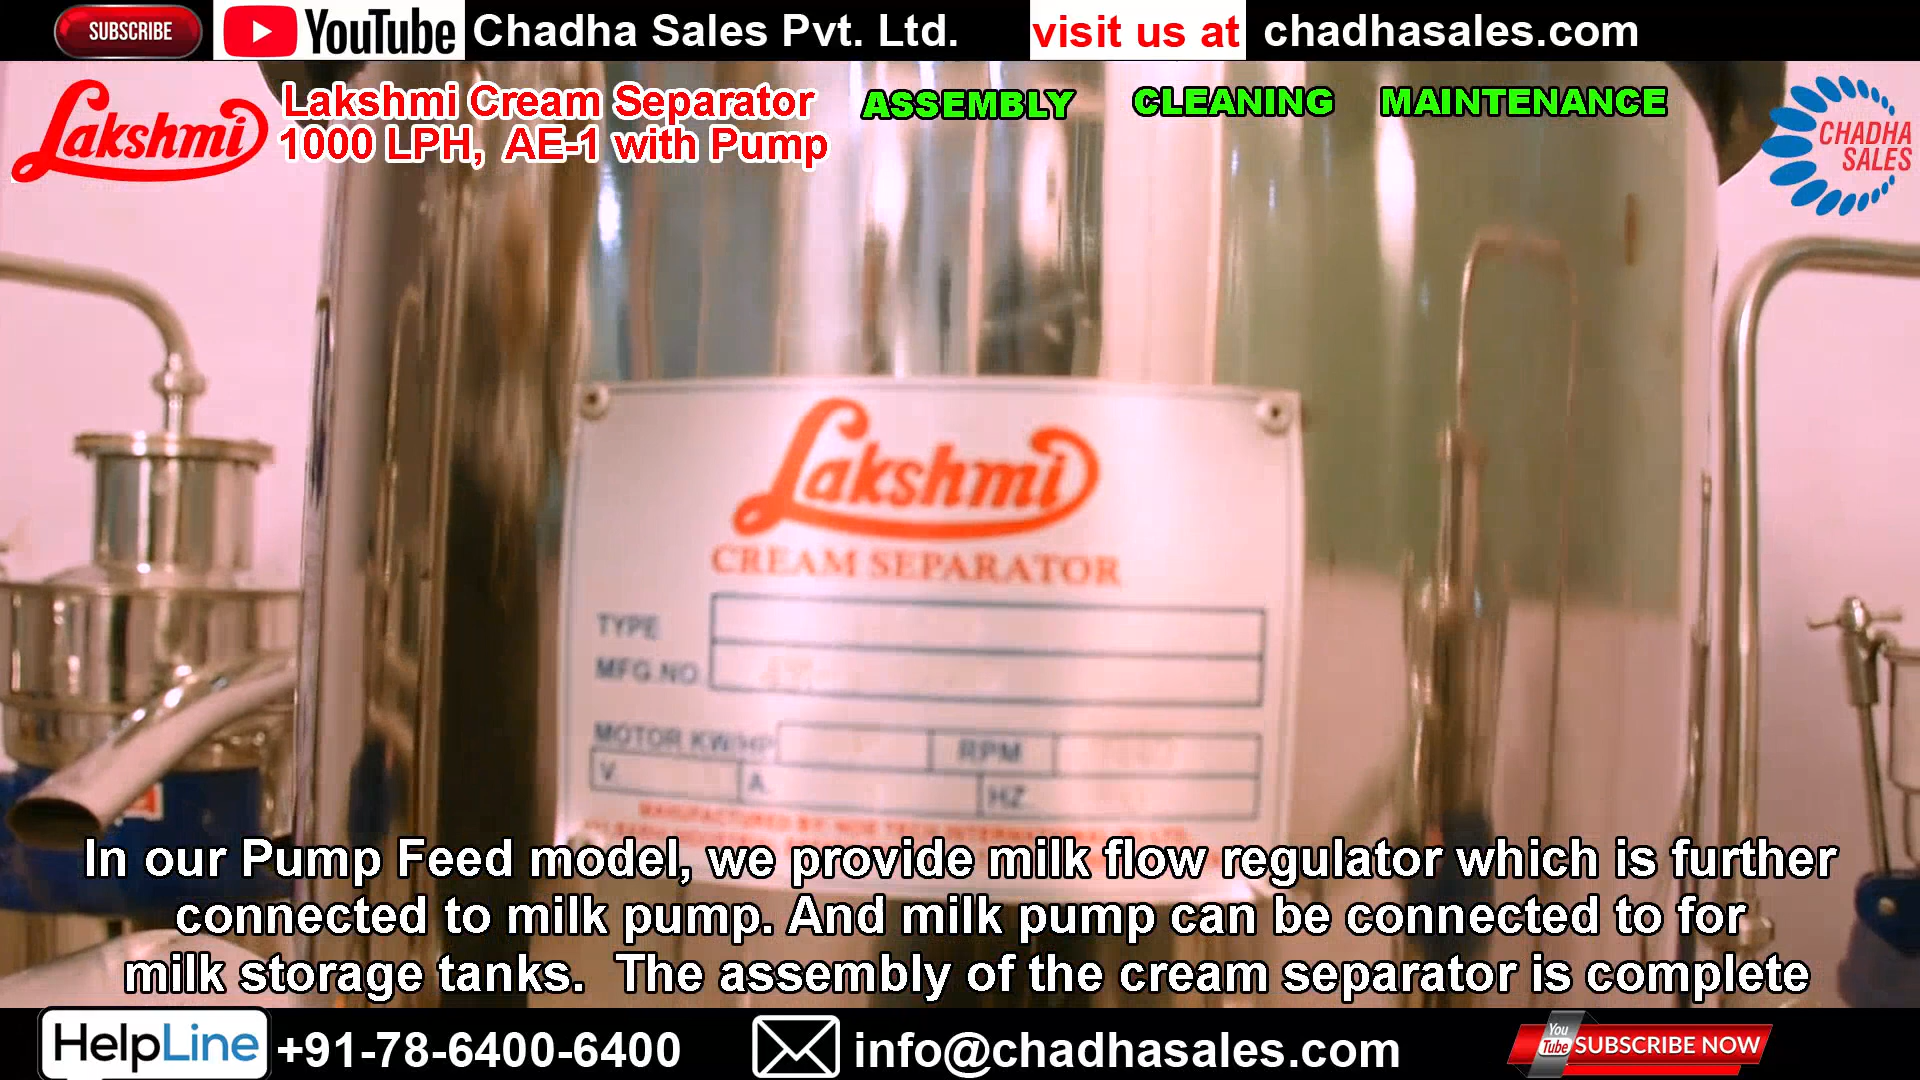 SUBSCRIBE YouTube Chadha Sales Pvt. Ltd. visit us at chadhasales.com
Lakshmi
Lakshmi Cream Separator
1000 LPH, AE-1 with Pump
ASSEMBLY CLEANING MAINTENANCE
CHADHA
SALES
Lakshmi
CREAM SEPARATOR
TYPE
MFG.NO.
MOTOR KW/HP RPM
V. A. HZ
MANUFACTURED BY
In our Pump Feed model, we provide milk flow regulator which is further
connected to milk pump. And milk pump can be connected to for
milk storage tanks. The assembly of the cream separator is complete
HelpLine +91-78-6400-6400 info@chadhasales.com You Tube SUBSCRIBE NOW